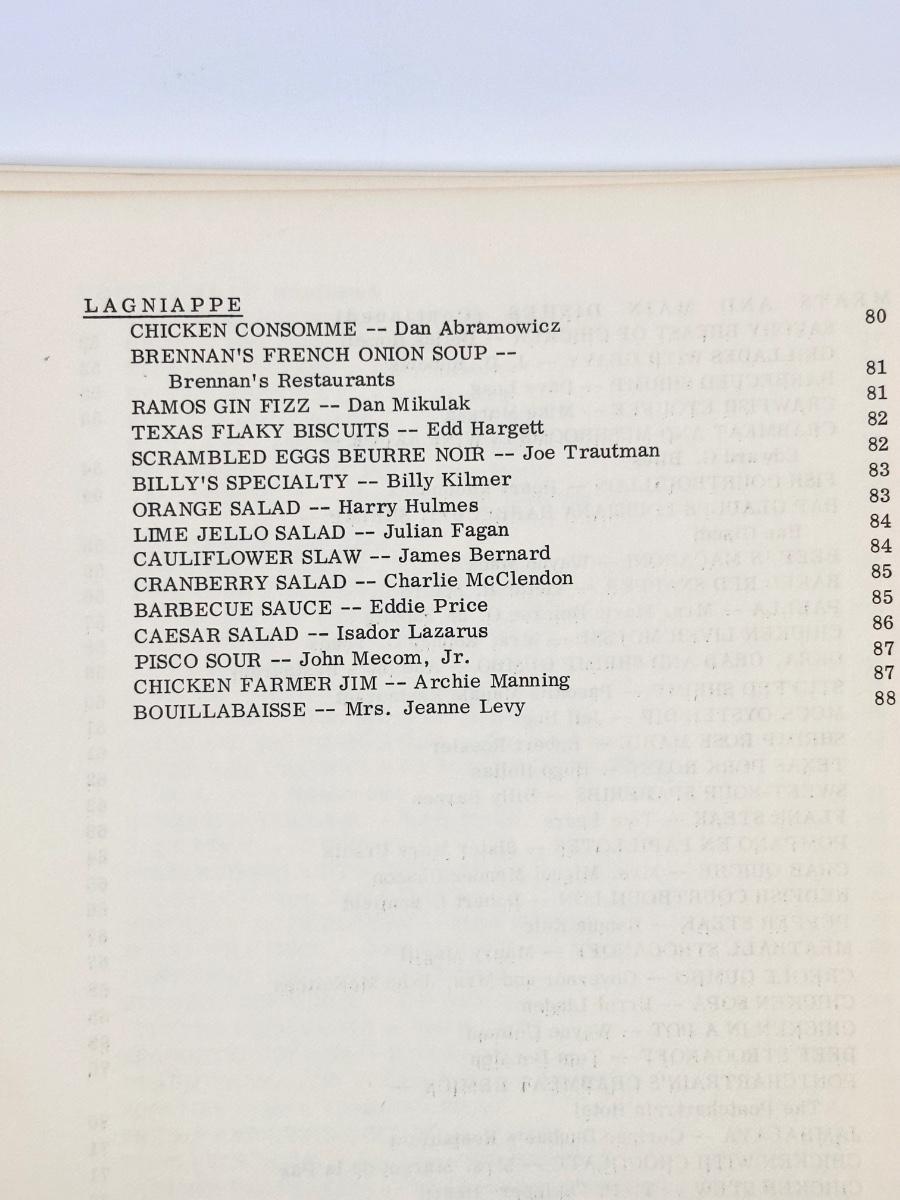 LAGNIAPPE
CHICKEN CONSOMME -- Dan Abramowicz 80
BRENNAN'S FRENCH ONION SOUP --
Brennan's Restaurants 81
RAMOS GIN FIZZ -- Dan Mikulak 81
TEXAS FLAKY BISCUITS -- Edd Hargett 82
SCRAMBLED EGGS BEURRE NOIR -- Joe Trautman 82
BILLY'S SPECIALTY -- Billy Kilmer 83
ORANGE SALAD -- Harry Hulmes 83
LIME JELLO SALAD -- Julian Fagan 84
CAULIFLOWER SLAW -- James Bernard 84
CRANBERRY SALAD -- Charlie McClendon 85
BARBECUE SAUCE -- Eddie Price 85
CAESAR SALAD -- Isador Lazarus 86
PISCO SOUR -- John Mecom, Jr. 87
CHICKEN FARMER JIM -- Archie Manning 87
BOUILLABAISSE -- Mrs. Jeanne Levy 88